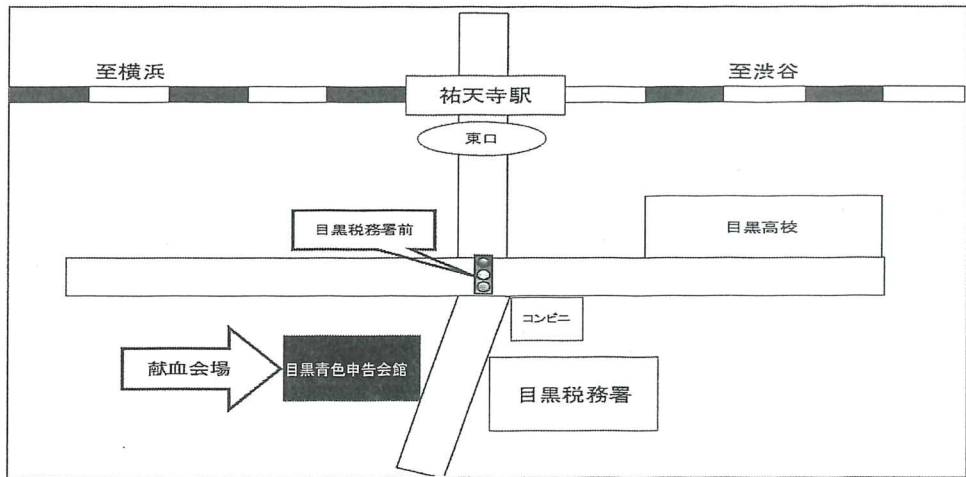 至横浜
至渋谷
祐天寺駅
東口
目黒税務署前
目黒高校
コンビニ
献血会場
目黒青色申告会館
目黒税務署